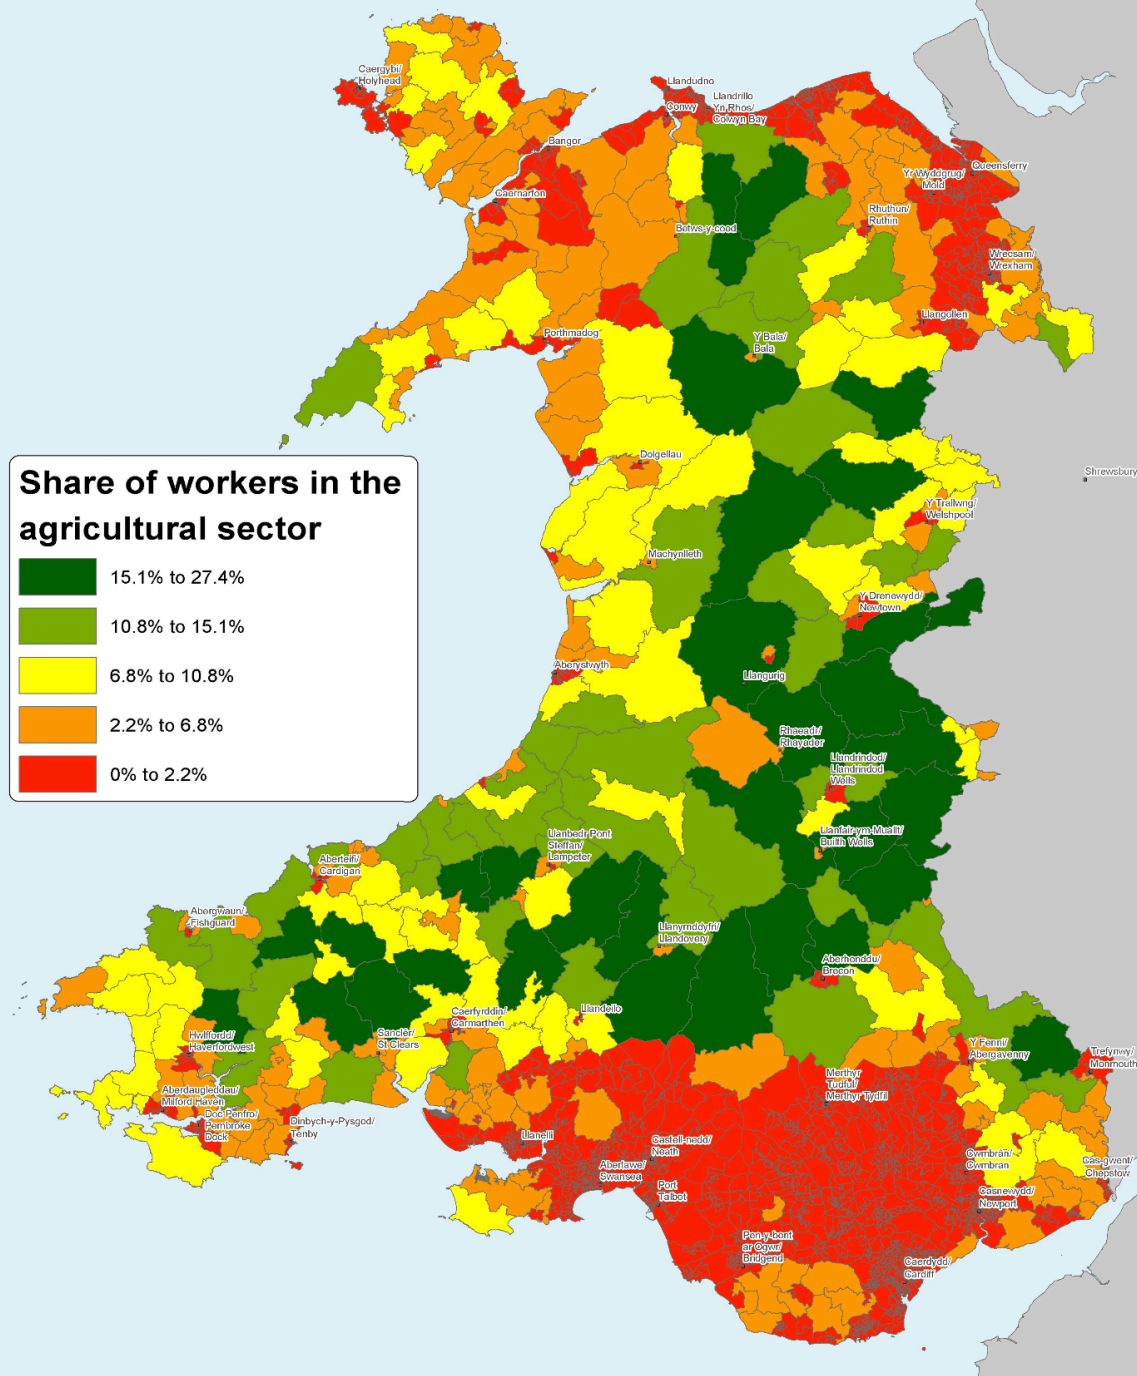 Caergybi/
Holyhead
Llandudno
Conwy
Llandrillo
Yn Rhos/
Colwyn Bay
Bangor
Caernarfon
Queensferry
Yr Wyddgrug/
Mold
Rhuthun/
Ruthin
Betws-y-coed
Wrecsam/
Wrexham
Llangollen
Porthmadog
Y Bala/
Bala
Dolgellau
Shrewsbury
Share of workers in the
agricultural sector
15.1% to 27.4%
10.8% to 15.1%
6.8% to 10.8%
2.2% to 6.8%
0% to 2.2%
Y Trallwng/
Welshpool
Machynlleth
Y Drenewydd/
Newtown
Aberystwyth
Llangurig
Rhaeadr/
Rhayader
Llandrindod/
Llandrindod
Wells
Llanfair-ym-Muallt/
Builth Wells
Llanbedr Pont
Steffan/
Lampeter
Aberteifi/
Cardigan
Abergwaun/
Fishguard
Llanymddyfri/
Llandovery
Aberhonddu/
Brecon
Caerfyrddin/
Carmarthen
Llandeilo
Hwlffordd/
Haverfordwest
Sanclêr/
St Clears
Y Fenni/
Abergavenny
Trefynwy/
Monmouth
Merthyr
Tudful/
Merthyr Tydfil
Aberdaugleddau/
Milford Haven
Doc Penfro/
Pembroke
Dock
Dinbych-y-Pysgod/
Tenby
Llanelli
Castell-nedd/
Neath
Abertawe/
Swansea
Port
Talbot
Cwmbrân/
Cwmbran
Cas-gwent/
Chepstow
Casnewydd/
Newport
Pen-y-bont
ar Ogwr/
Bridgend
Caerdydd/
Cardiff